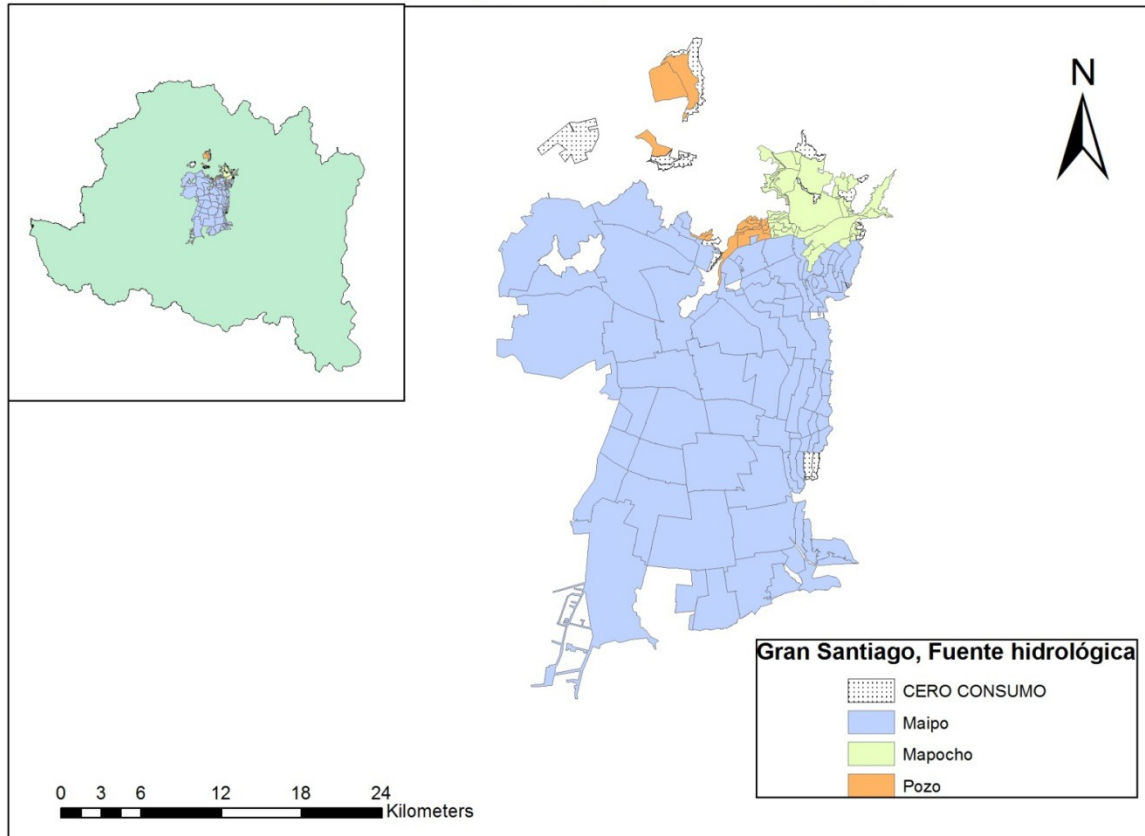 N
Gran Santiago, Fuente hidrológica
CERO CONSUMO
Maipo
Mapocho
Pozo
0 3 6 12 18 24
Kilometers